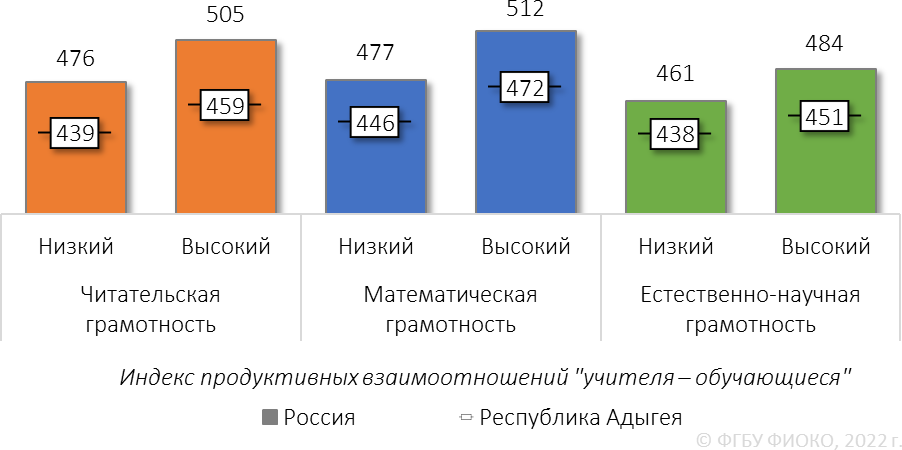 476
505
477
512
461
484
439
459
446
472
438
451
Низкий
Высокий
Низкий
Высокий
Низкий
Высокий
Читательская
грамотность
Математическая
грамотность
Естественно-научная
грамотность
Индекс продуктивных взаимоотношений "учителя – обучающиеся"
Россия
Республика Адыгея
© ФГБУ ФИОКО, 2022 г.